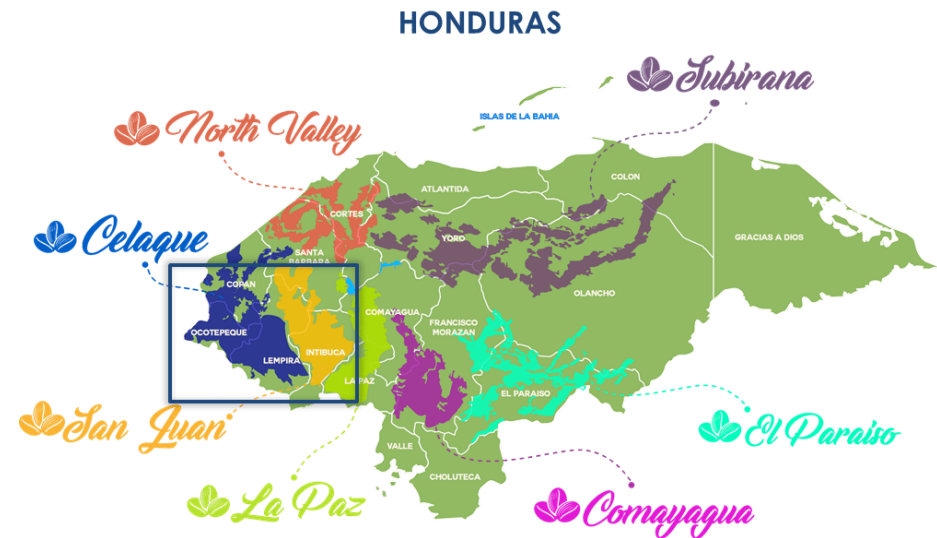 HONDURAS
Subirana
ISLAS DE LA BAHIA
North Valley
COLON
ATLANTIDA
CORTES
YORO
GRACIAS A DIOS
Celaque
SANTA
BARBARA
COPAN
OLANCHO
COMAYAGUA
FRANCISCO
MORAZAN
OCOTEPEQUE
INTIBUCA
LEMPIRA
LA PAZ
EL PARAISO
San Juan
El Paraiso
VALLE
CHOLUTECA
La Paz
Comayagua